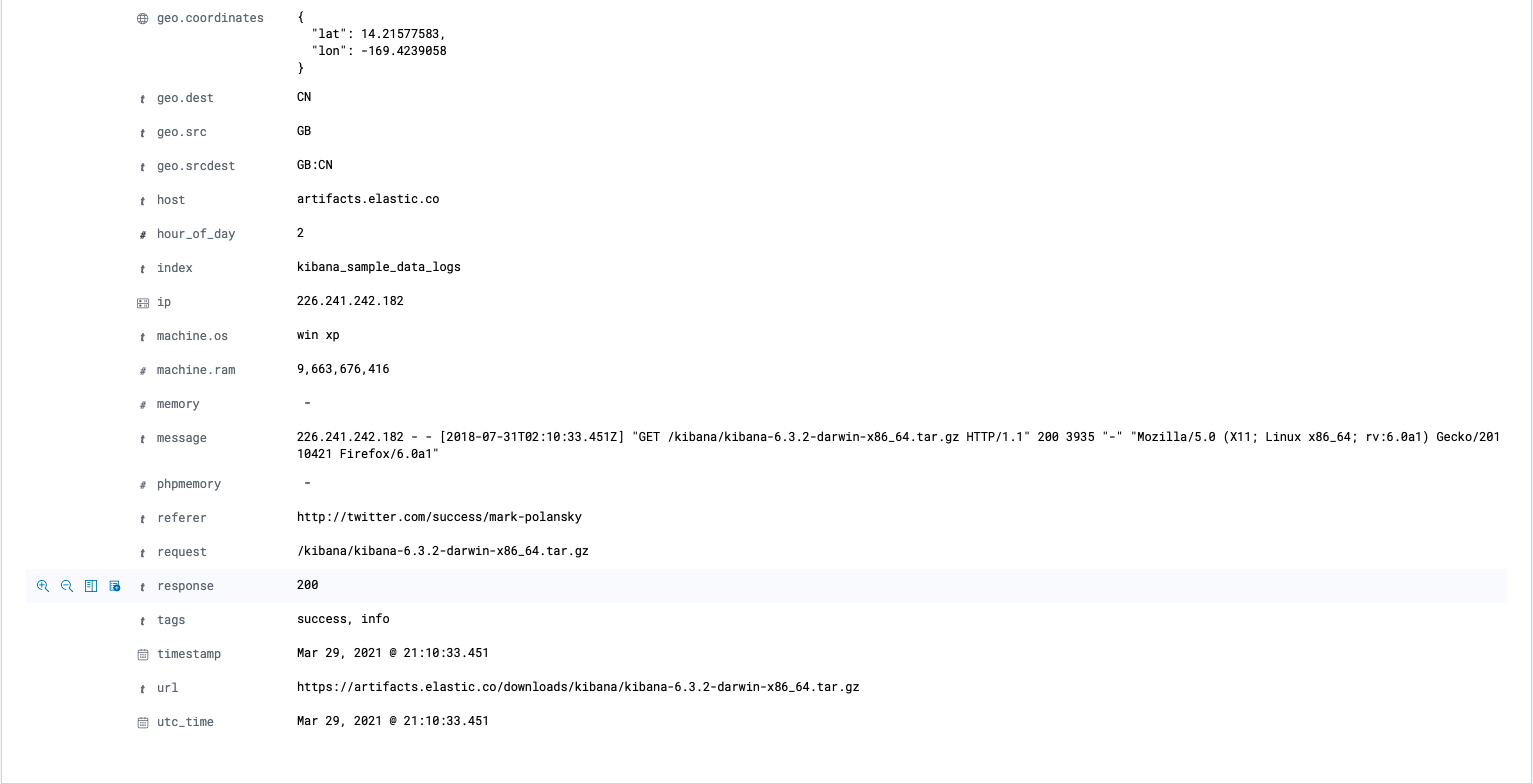 geo.coordinates {
"lat": 14.21577583,
"lon": -169.4239058
}
t geo.dest CN
t geo.src GB
t geo.srcdest GB:CN
t host artifacts.elastic.co
# hour_of_day 2
t index kibana_sample_data_logs
ip 226.241.242.182
t machine.os win xp
# machine.ram 9,663,676,416
# memory -
t message 226.241.242.182 - - [2018-07-31T02:10:33.451Z] "GET /kibana/kibana-6.3.2-darwin-x86_64.tar.gz HTTP/1.1" 200 3935 "-" "Mozilla/5.0 (X11; Linux x86_64; rv:6.0a1) Gecko/201
10421 Firefox/6.0a1"
# phpmemory -
t referer http://twitter.com/success/mark-polansky
t request /kibana/kibana-6.3.2-darwin-x86_64.tar.gz
t response 200
t tags success, info
timestamp Mar 29, 2021 @ 21:10:33.451
t url https://artifacts.elastic.co/downloads/kibana/kibana-6.3.2-darwin-x86_64.tar.gz
utc_time Mar 29, 2021 @ 21:10:33.451